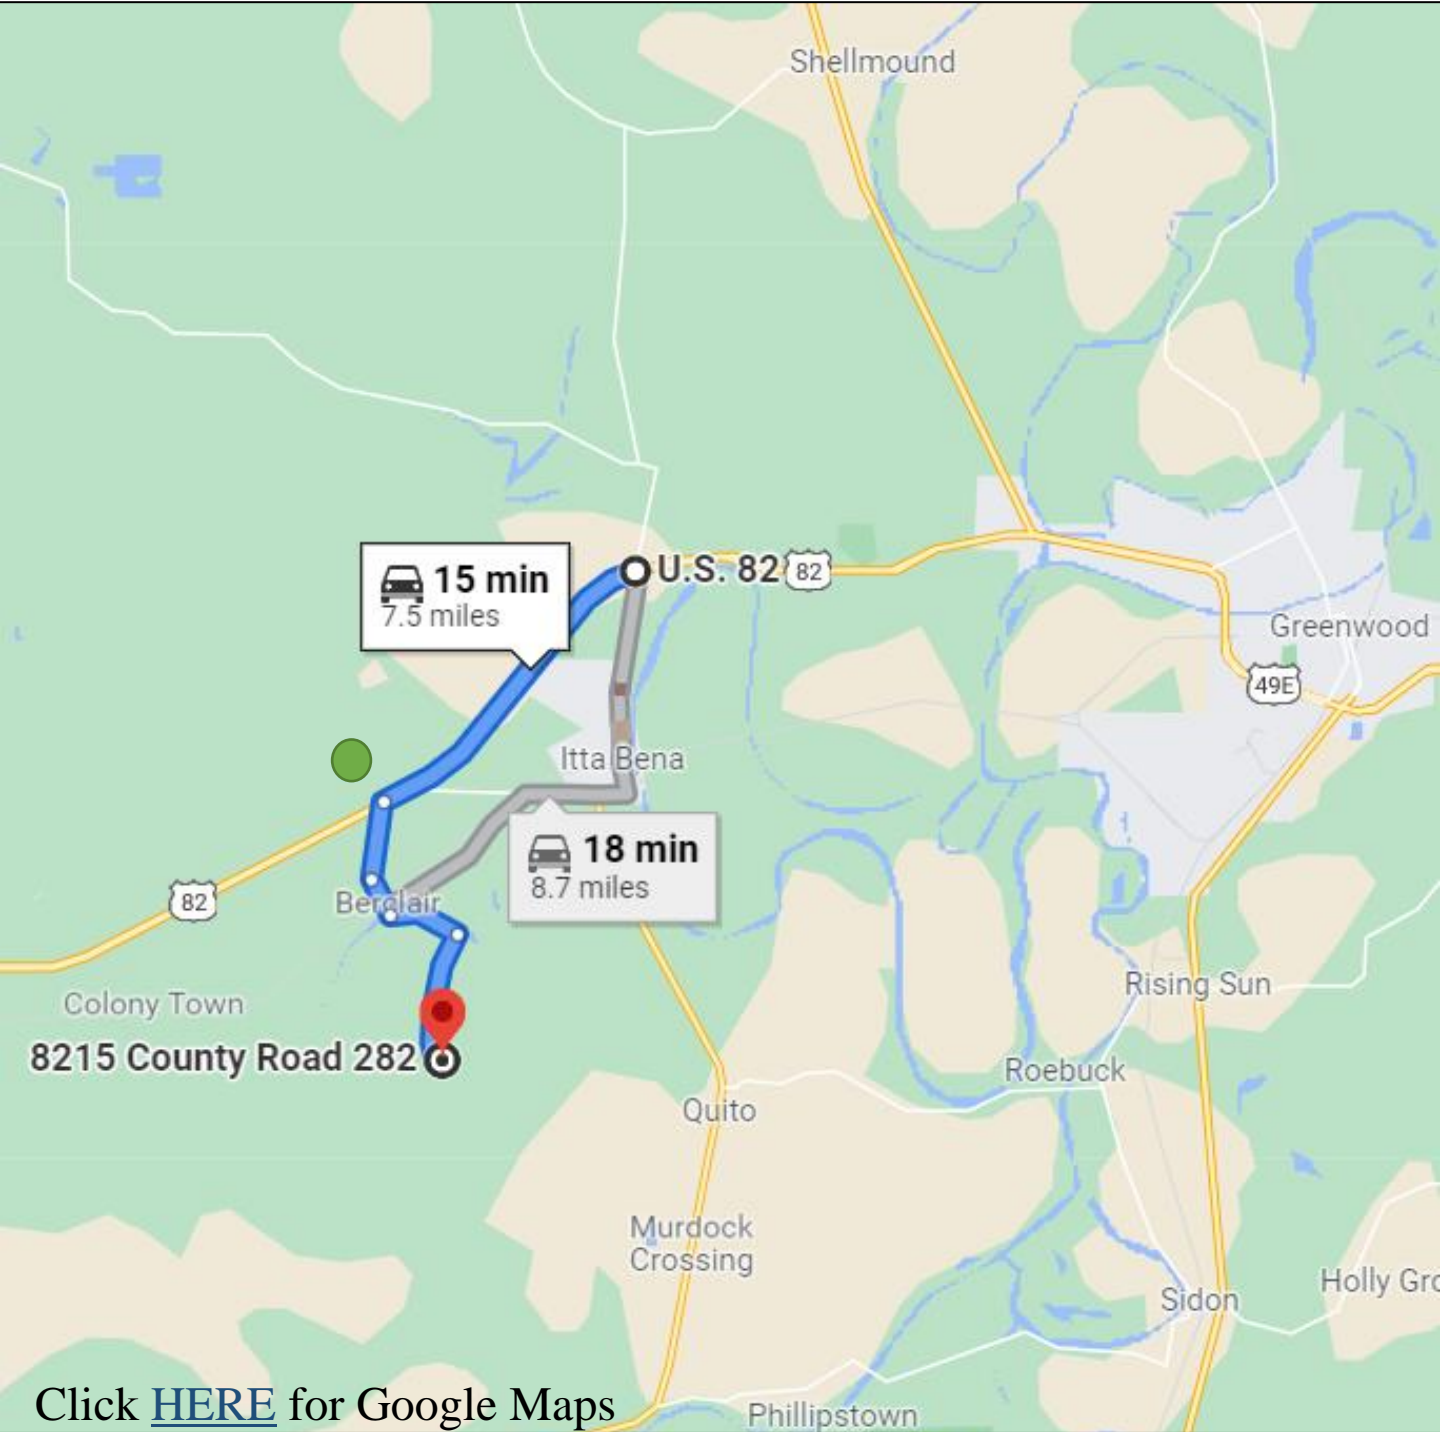 Shellmound
15 min
7.5 miles
U.S. 82
82
Greenwood
49E
Itta Bena
18 min
8.7 miles
82
Berclair
Colony Town
Rising Sun
8215 County Road 282
Roebuck
Quito
Murdock
Crossing
Holly Gro
Sidon
Click HERE for Google Maps
Phillipstown